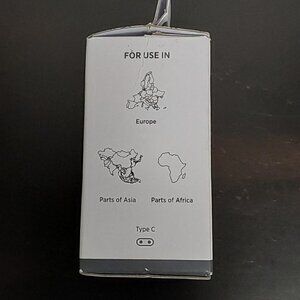 FOR USE IN
Europe
Parts of Asia
Parts of Africa
Type C